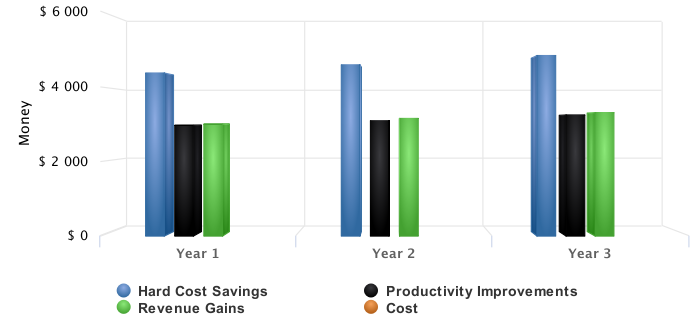 $ 6 000
$ 4 000
$ 2 000
$ 0
Money
Year 1 Year 2 Year 3
Hard Cost Savings Productivity Improvements
Revenue Gains Cost